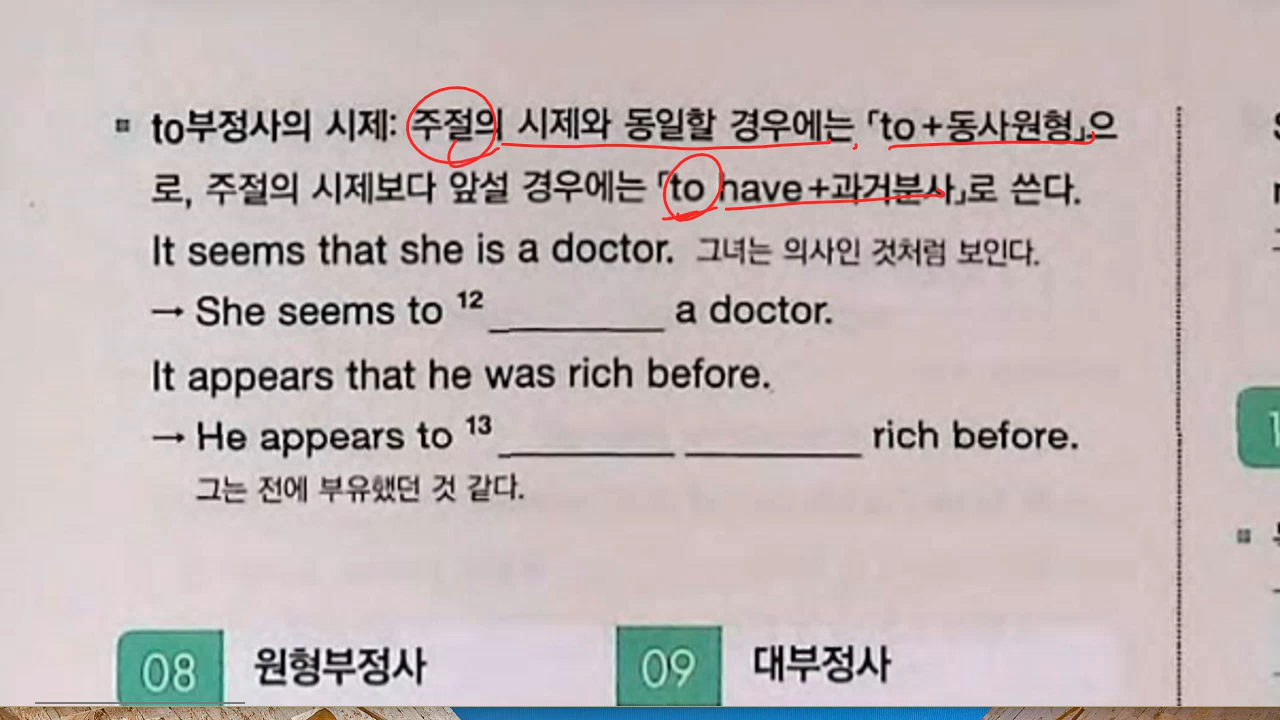 to부정사의 시제: 주절의 시제와 동일할 경우에는, 「to+동사원형」으
로, 주절의 시제보다 앞설 경우에는 「to have+과거분사」로 쓴다.
It seems that she is a doctor. 그녀는 의사인 것처럼 보인다.
→ She seems to 12 ________ a doctor.
It appears that he was rich before.
→ He appears to 13 ________ ________ rich before.
그는 전에 부유했던 것 같다.
08 원형부정사
09 대부정사